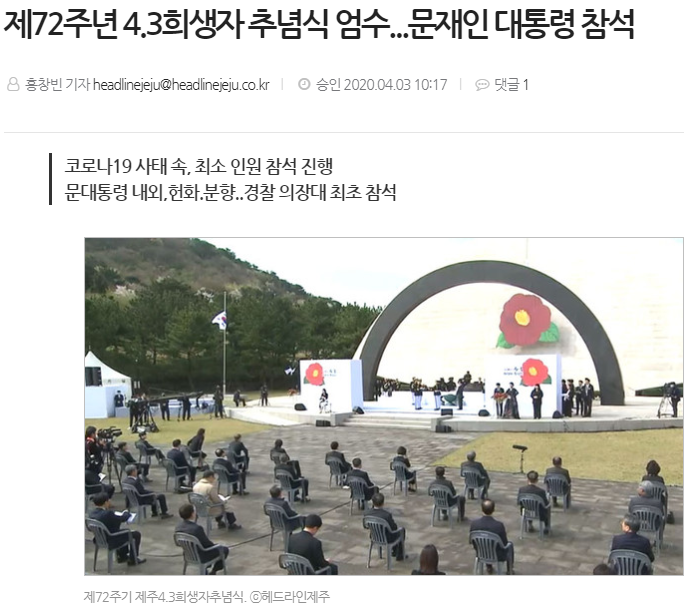 제72주년 4.3희생자 추념식 엄수...문재인 대통령 참석
홍창빈 기자 headlinejeju@headlinejeju.co.kr
승인 2020.04.03 10:17
댓글 1
코로나19 사태 속, 최소 인원 참석 진행
문대통령 내외,헌화.분향..경찰 의장대 최초 참석
제72주기 제주4.3희생자추념식. ⓒ헤드라인제주